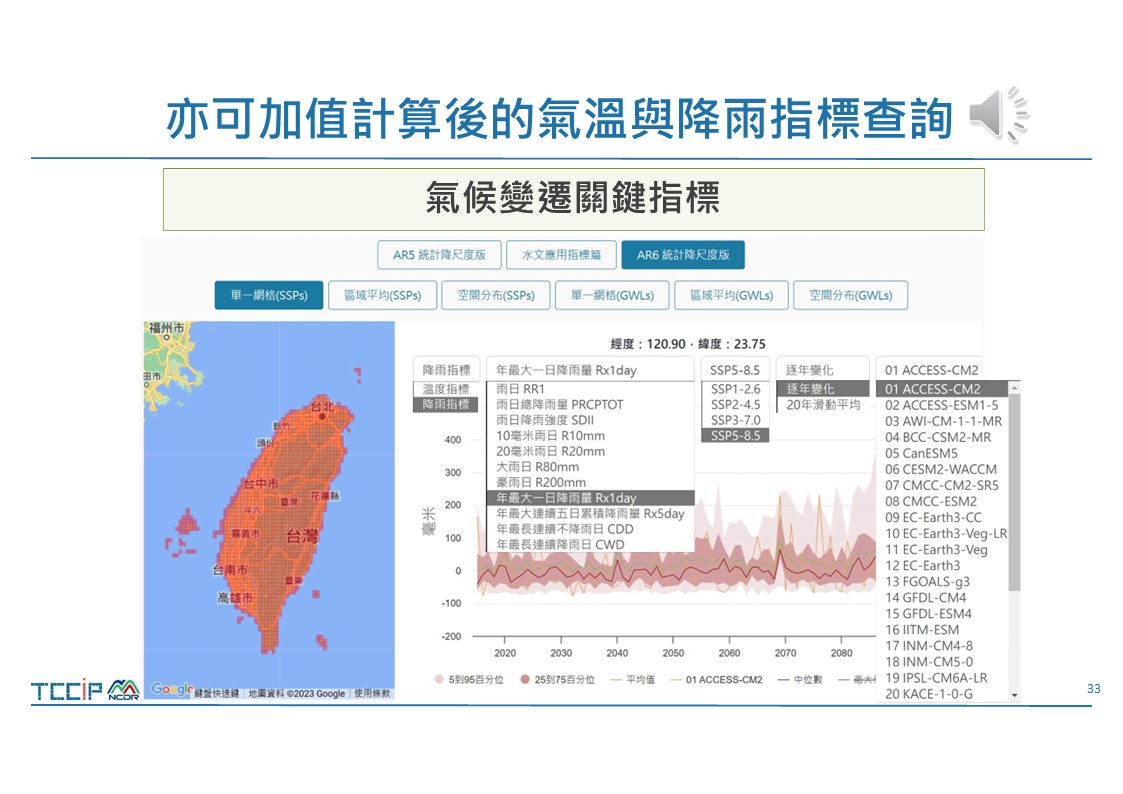 亦可加值計算後的氣溫與降雨指標查詢
氣候變遷關鍵指標
AR5 統計降尺度版
水文應用指標篇
AR6 統計降尺度版
單一網格(SSPs)
區域平均(SSPs)
空間分布(SSPs)
單一網格(GWLs)
區域平均(GWLs)
空間分布(GWLs)
經度：120.90，緯度：23.75
降雨指標
溫度指標
降雨指標
年最大一日降雨量 Rx1day
雨日 RR1
雨日總降雨量 PRCPTOT
雨日降雨強度 SDII
10毫米雨日 R10mm
20毫米雨日 R20mm
大雨日 R80mm
豪雨日 R200mm
年最大一日降雨量 Rx1day
年最大連續五日累積降雨量 Rx5day
年最長連續不降雨日 CDD
年最長連續降雨日 CWD
SSP5-8.5
SSP1-2.6
SSP2-4.5
SSP3-7.0
SSP5-8.5
逐年變化
逐年變化
20年滑動平均
01 ACCESS-CM2
01 ACCESS-CM2
02 ACCESS-ESM1-5
03 AWI-CM-1-1-MR
04 BCC-CSM2-MR
05 CanESM5
06 CESM2-WACCM
07 CMCC-CM2-SR5
08 CMCC-ESM2
09 EC-Earth3-CC
10 EC-Earth3-Veg-LR
11 EC-Earth3-Veg
12 EC-Earth3
13 FGOALS-g3
14 GFDL-CM4
15 GFDL-ESM4
16 IITM-ESM
17 INM-CM4-8
18 INM-CM5-0
19 IPSL-CM6A-LR
20 KACE-1-0-G
毫米
400
300
200
100
0
-100
-200
2020 2030 2040 2050 2060 2070 2080
5到95百分位 25到75百分位 平均值 01 ACCESS-CM2 中位數
福州市
田市
台北
新竹
頭份
台中市
花蓮縣
臺灣
斗六
嘉義市
台灣
台南市
臺東
高雄市
Google
鍵盤快速鍵 地圖資料 ©2023 Google 使用條款
TCCIP
NCDR
33